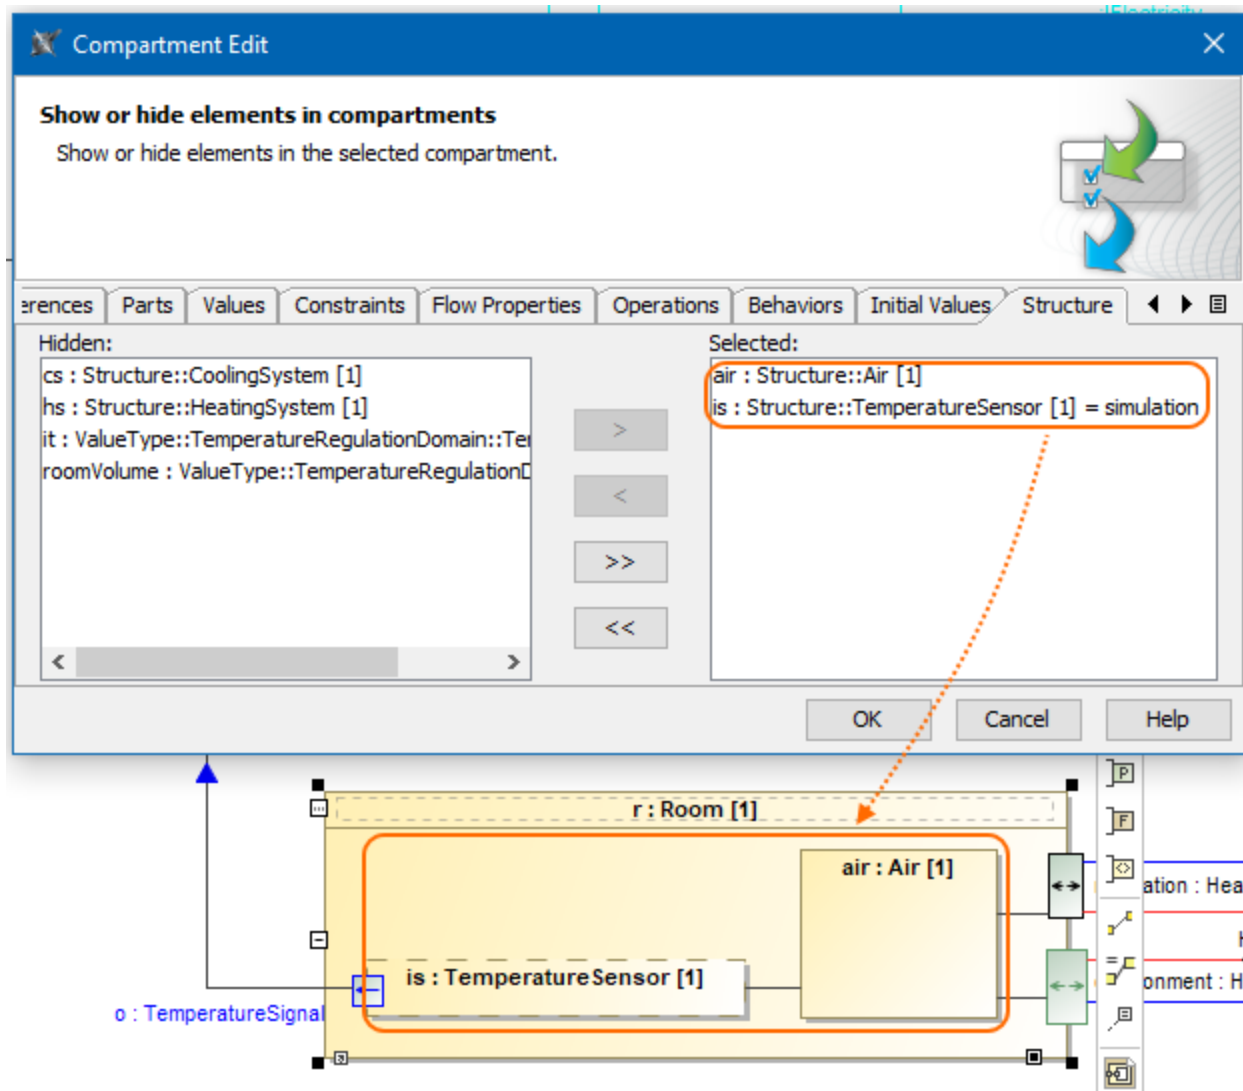 :IElectricity
Compartment Edit
Show or hide elements in compartments
Show or hide elements in the selected compartment.
erences Parts Values Constraints Flow Properties Operations Behaviors Initial Values Structure
Hidden:
Selected:
cs : Structure::CoolingSystem [1]
hs : Structure::HeatingSystem [1]
it : ValueType::TemperatureRegulationDomain::Te
roomVolume : ValueType::TemperatureRegulationD
air : Structure::Air [1]
is : Structure::TemperatureSensor [1] = simulation
>
<
>>
<<
OK Cancel Help
r : Room [1]
air : Air [1]
is : TemperatureSensor [1]
o : TemperatureSignal
ation : Hea
H
onment : H
P
F